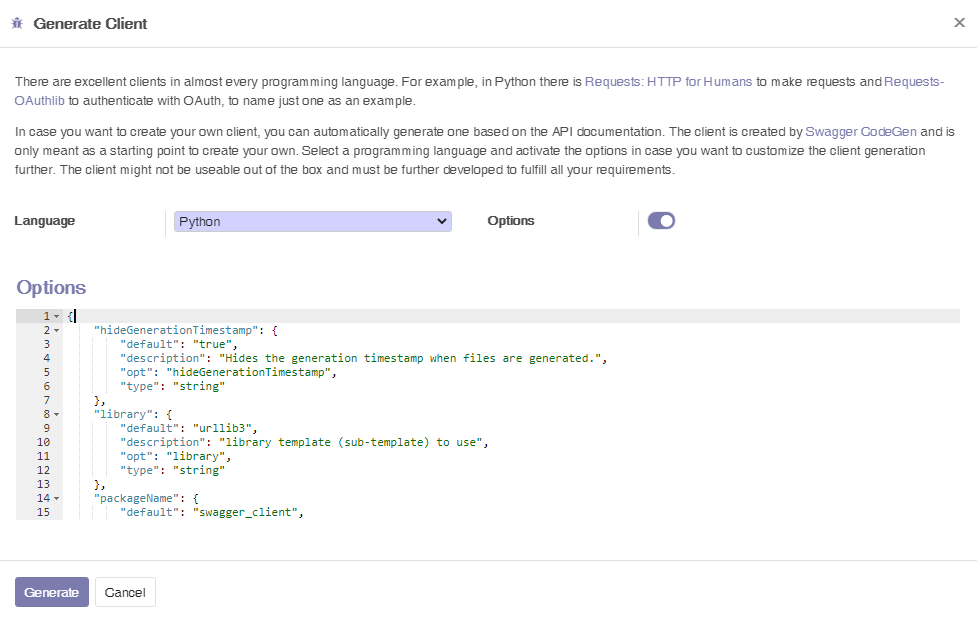 Generate Client
There are excellent clients in almost every programming language. For example, in Python there is Requests: HTTP for Humans to make requests and Requests-
OAuthlib to authenticate with OAuth, to name just one as an example.
In case you want to create your own client, you can automatically generate one based on the API documentation. The client is created by Swagger CodeGen and is
only meant as a starting point to create your own. Select a programming language and activate the options in case you want to customize the client generation
further. The client might not be useable out of the box and must be further developed to fulfill all your requirements.
Language Python Options
Options
1 {
2 "hideGenerationTimestamp": {
3 "default": "true",
4 "description": "Hides the generation timestamp when files are generated.",
5 "opt": "hideGenerationTimestamp",
6 "type": "string"
7 },
8 "library": {
9 "default": "urllib3",
10 "description": "library template (sub-template) to use",
11 "opt": "library",
12 "type": "string"
13 },
14 "packageName": {
15 "default": "swagger_client",
Generate Cancel